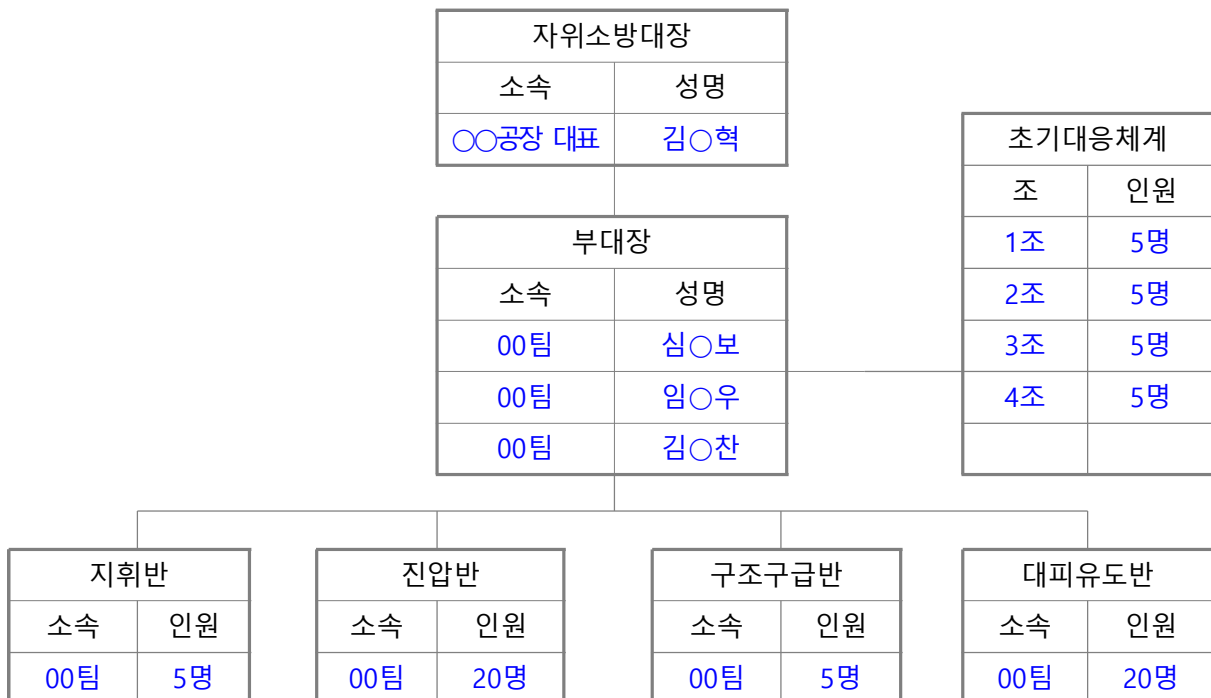 자위소방대장
소속 성명
○○공장 대표 김○혁
초기대응체계
조 인원
1조 5명
2조 5명
3조 5명
4조 5명
부대장
소속 성명
00팀 심○보
00팀 임○우
00팀 김○찬
지휘반
소속 인원
00팀 5명
진압반
소속 인원
00팀 20명
구조구급반
소속 인원
00팀 5명
대피유도반
소속 인원
00팀 20명